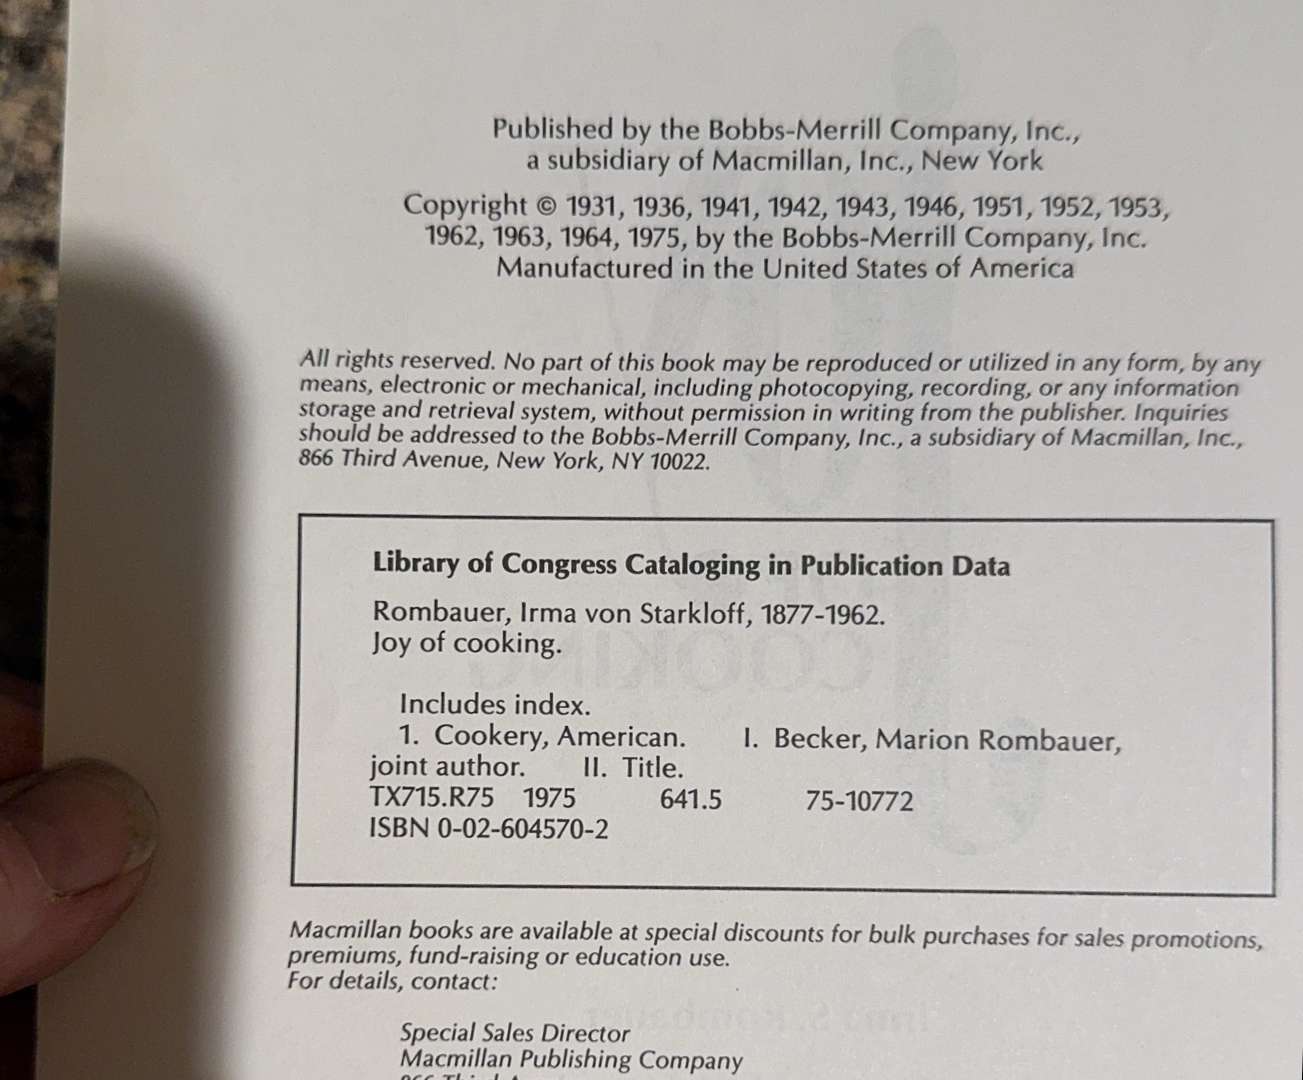 Published by the Bobbs-Merrill Company, Inc.,
a subsidiary of Macmillan, Inc., New York
Copyright © 1931, 1936, 1941, 1942, 1943, 1946, 1951, 1952, 1953,
1962, 1963, 1964, 1975, by the Bobbs-Merrill Company, Inc.
Manufactured in the United States of America
All rights reserved. No part of this book may be reproduced or utilized in any form, by any
means, electronic or mechanical, including photocopying, recording, or any information
storage and retrieval system, without permission in writing from the publisher. Inquiries
should be addressed to the Bobbs-Merrill Company, Inc., a subsidiary of Macmillan, Inc.,
866 Third Avenue, New York, NY 10022.
Library of Congress Cataloging in Publication Data
Rombauer, Irma von Starkloff, 1877-1962.
Joy of cooking.
Includes index.
1. Cookery, American. I. Becker, Marion Rombauer,
joint author. II. Title.
TX715.R75 1975 641.5 75-10772
ISBN 0-02-604570-2
Macmillan books are available at special discounts for bulk purchases for sales promotions,
premiums, fund-raising or education use.
For details, contact:
Special Sales Director
Macmillan Publishing Company